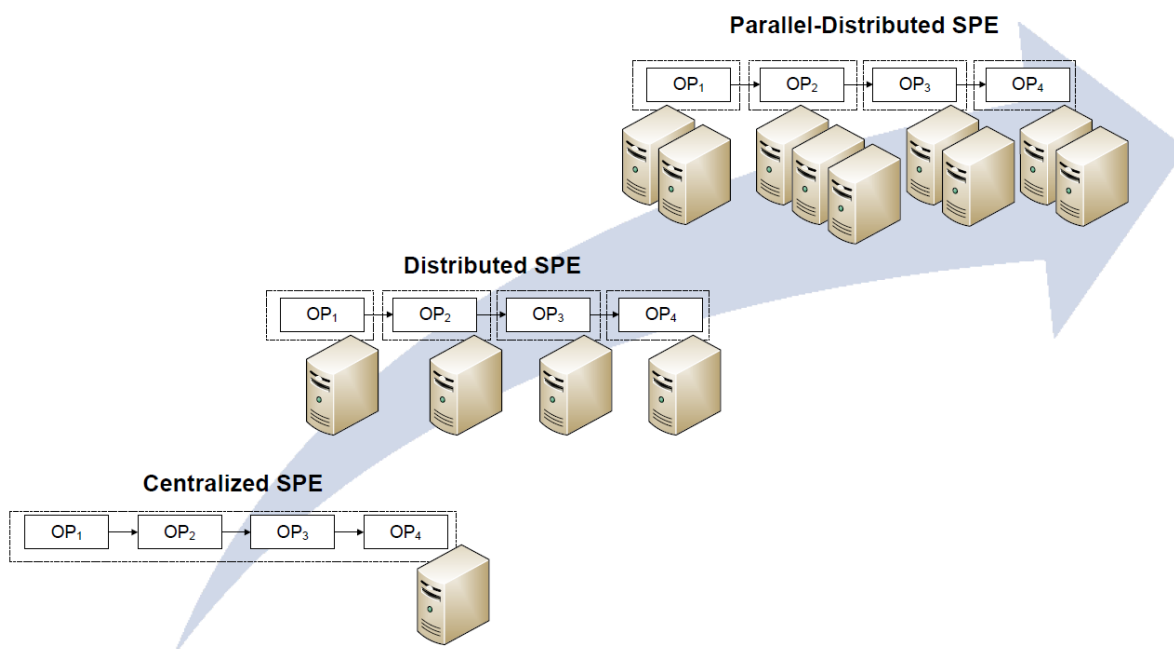 Parallel-Distributed SPE
OP₁ OP₂ OP₃ OP₄
Distributed SPE
OP₁ OP₂ OP₃ OP₄
Centralized SPE
OP₁ OP₂ OP₃ OP₄